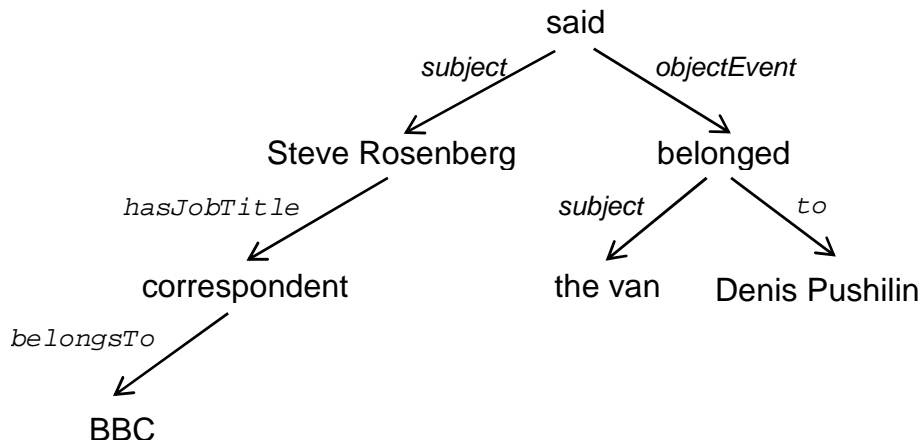 said
subject objectEvent
Steve Rosenberg belonged
hasJobTitle subject to
correspondent the van Denis Pushilin
belongsTo
BBC